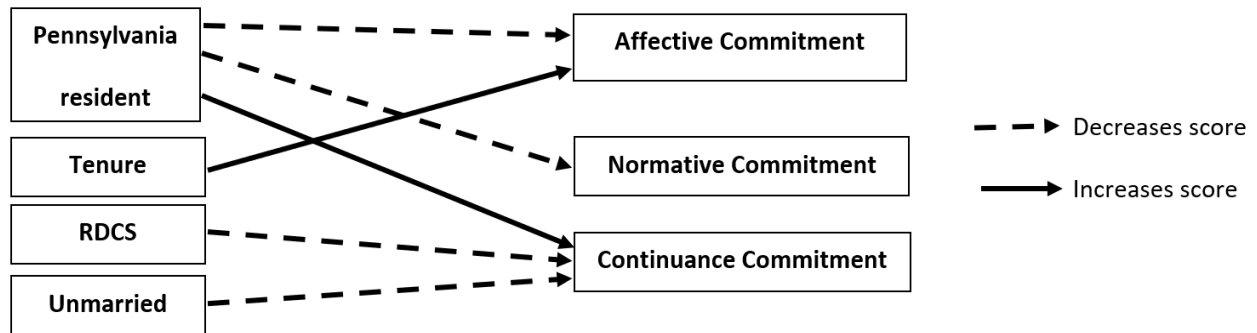 Pennsylvania
resident
Tenure
RDCS
Unmarried
Affective Commitment
Normative Commitment
Continuance Commitment
Decreases score
Increases score